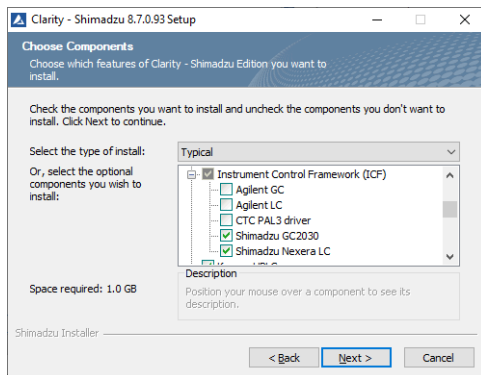 Clarity - Shimadzu 8.7.0.93 Setup
Choose Components
Choose which features of Clarity - Shimadzu Edition you want to
install.
Check the components you want to install and uncheck the components you don't want to
install. Click Next to continue.
Select the type of install:
Typical
Or, select the optional
components you wish to
install:
Instrument Control Framework (ICF)
Agilent GC
Agilent LC
CTC PAL3 driver
Shimadzu GC2030
Shimadzu Nexera LC
Space required: 1.0 GB
Description
Position your mouse over a component to see its
description.
Shimadzu Installer
< Back
Next >
Cancel